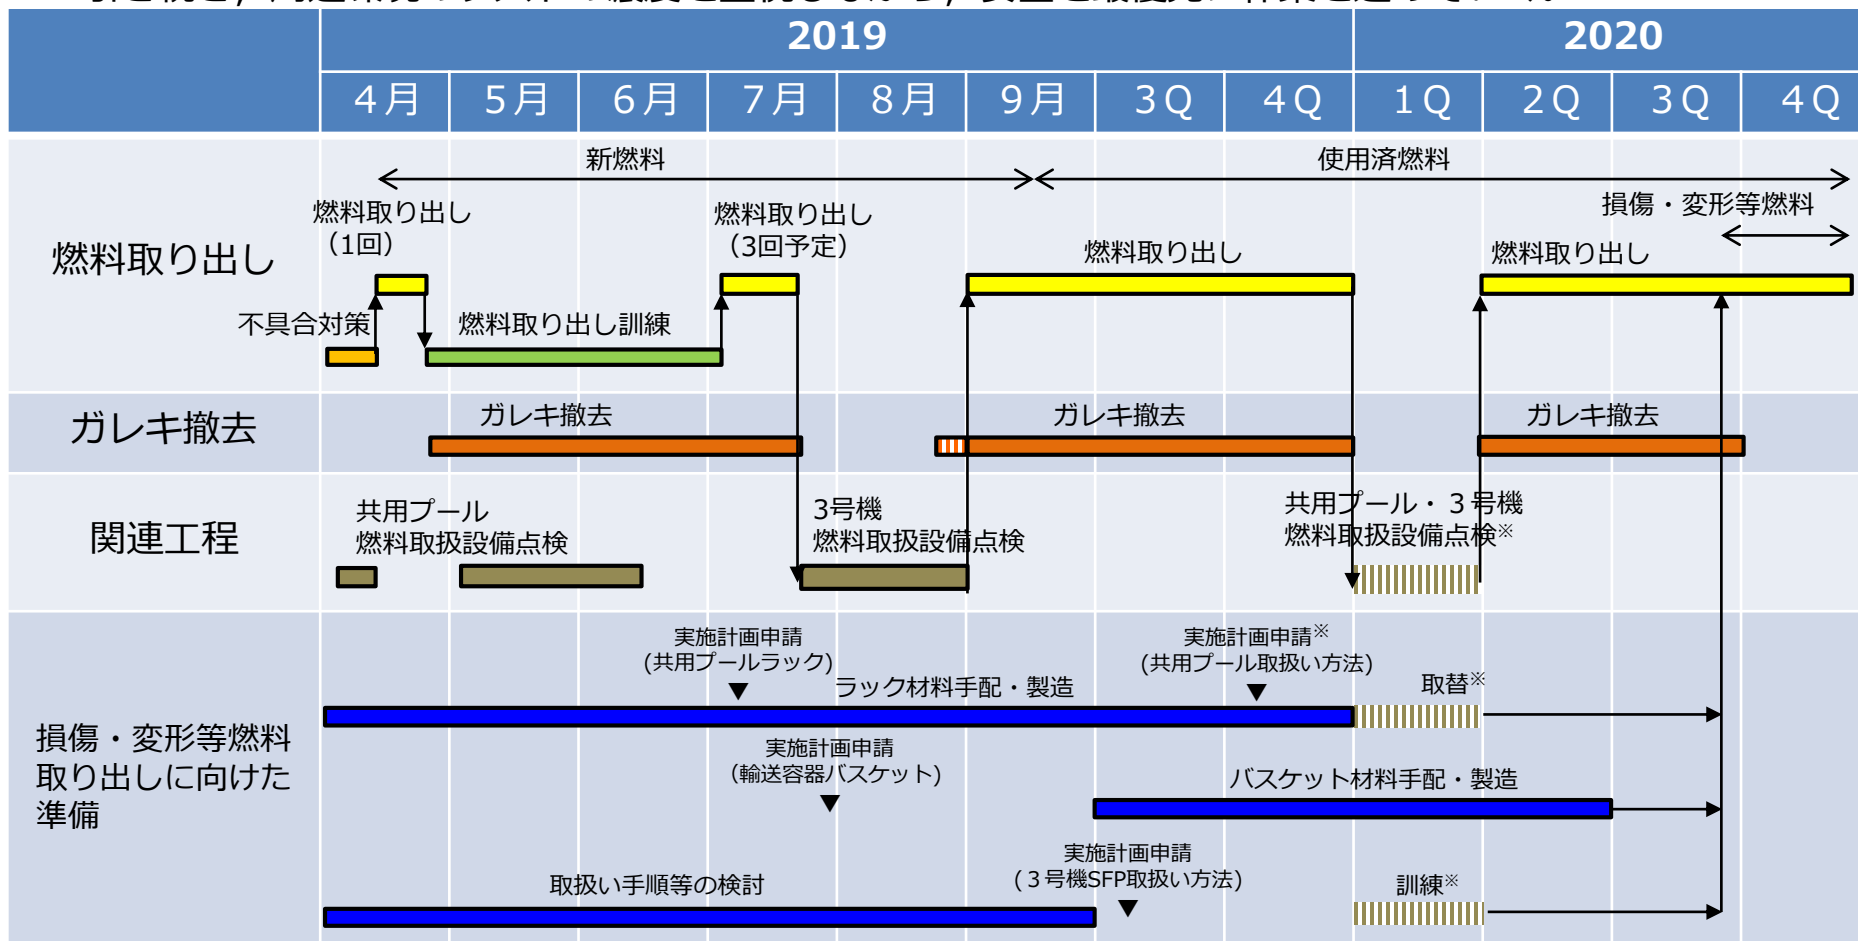 2019
2020
4月
5月
6月
7月
8月
9月
3Q
4Q
1Q
2Q
3Q
4Q
燃料取り出し
新燃料
使用済燃料
損傷・変形等燃料
燃料取り出し
(1回)
燃料取り出し
(3回予定)
燃料取り出し
燃料取り出し
不具合対策
燃料取り出し訓練
ガレキ撤去
ガレキ撤去
ガレキ撤去
ガレキ撤去
関連工程
共用プール
燃料取扱設備点検
3号機
燃料取扱設備点検
共用プール・３号機
燃料取扱設備点検※
損傷・変形等燃料
取り出しに向けた
準備
実施計画申請
(共用プールラック)
実施計画申請※
(共用プール取扱い方法)
ラック材料手配・製造
取替※
実施計画申請
(輸送容器バスケット)
バスケット材料手配・製造
取扱い手順等の検討
実施計画申請
(３号機SFP取扱い方法)
訓練※